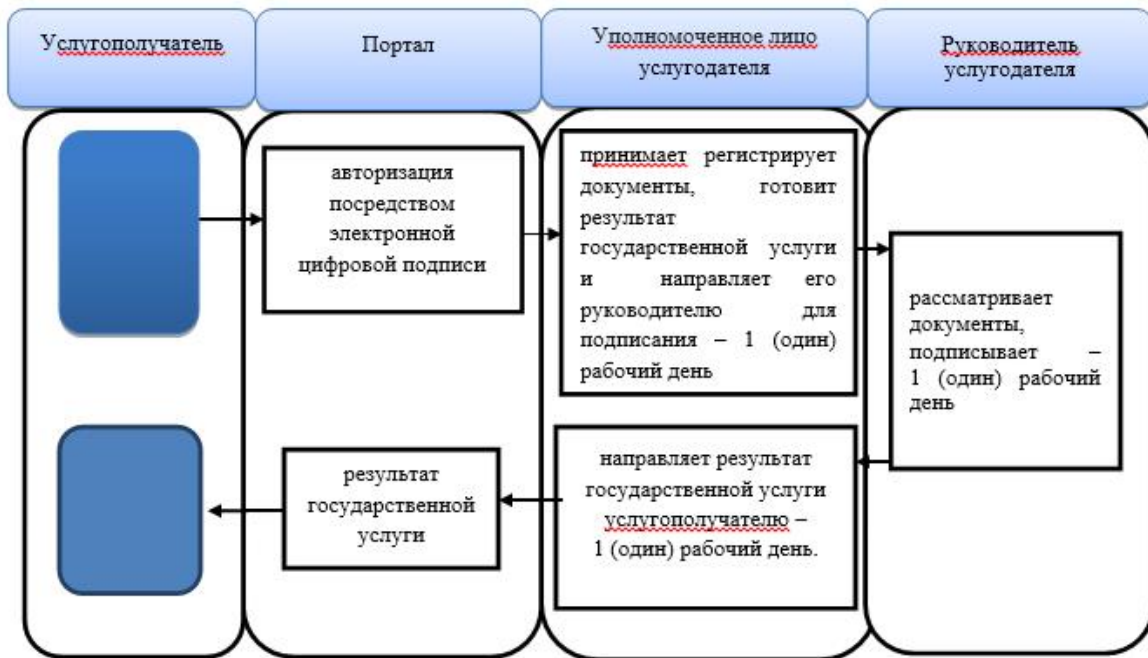 Услугополучатель
Портал
Уполномоченное лицо
услугодателя
Руководитель
услугодателя
авторизация
посредством
электронной
цифровой подписи
принимает регистрирует
документы, готовит
результат
государственной услуги
и направляет его
руководителю для
подписания – 1 (один)
рабочий день
рассматривает
документы,
подписывает –
1 (один) рабочий
день
направляет результат
государственной услуги
услугополучателю –
1 (один) рабочий день.
результат
государственной
услуги